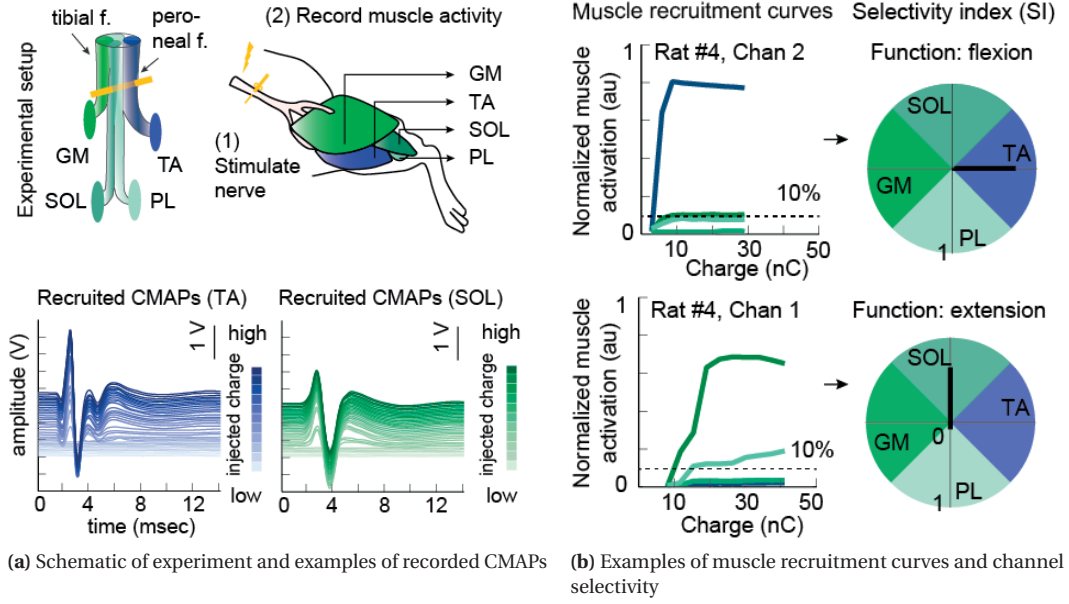 Experimental setup
tibial f.
pero-
neal f.
GM
TA
SOL
PL
(2) Record muscle activity
(1)
Stimulate
nerve
GM
TA
SOL
PL
Recruited CMAPs (TA)
1 V
high
injected charge
low
amplitude (V)
0 4 8 12
time (msec)
Recruited CMAPs (SOL)
1 V
high
injected charge
low
0 4 8 12
(a) Schematic of experiment and examples of recorded CMAPs
Muscle recruitment curves
Selectivity index (SI)
Normalized muscle
activation (au)
1
0
Rat #4, Chan 2
10%
10 30 50
Charge (nC)
Function: flexion
SOL
TA
GM
PL
1
Normalized muscle
activation (au)
1
0
Rat #4, Chan 1
10%
0 10 30 50
Charge (nC)
Function: extension
SOL
TA
GM
0
PL
1
(b) Examples of muscle recruitment curves and channel
selectivity